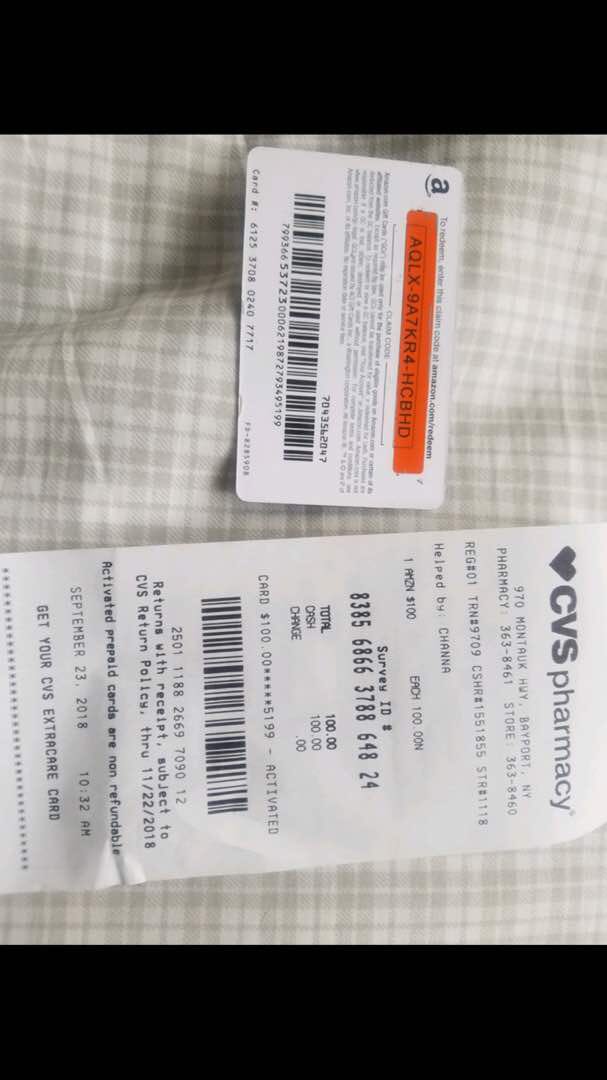 a
To redeem, enter this claim code at amazon.com/redeem
AQLX-9A7KR4-HCBHD
CLAIM CODE
7043562047
799366537230006219872793495199
Card #: 6125 3708 0240 7717
FD-8285908
CVS pharmacy®
970 MONTAUK HWY, BAYPORT, NY
PHARMACY: 363-8461 STORE: 363-8460
REG#01 TRN#9709 CSHR#1551855 STR#1118
Helped by: CHANNA
1 AMZN $100 EACH 100.00N
Survey ID #
8385 6866 3788 648 24
TOTAL 100.00
CASH 100.00
CHANGE .00
CARD $100.00*****5199 - ACTIVATED
2501 1188 2669 7090 12
Returns with receipt, subject to
CVS Return Policy, thru 11/22/2018
Activated prepaid cards are non refundable
SEPTEMBER 23, 2018 10:32 AM
GET YOUR CVS EXTRACARE CARD